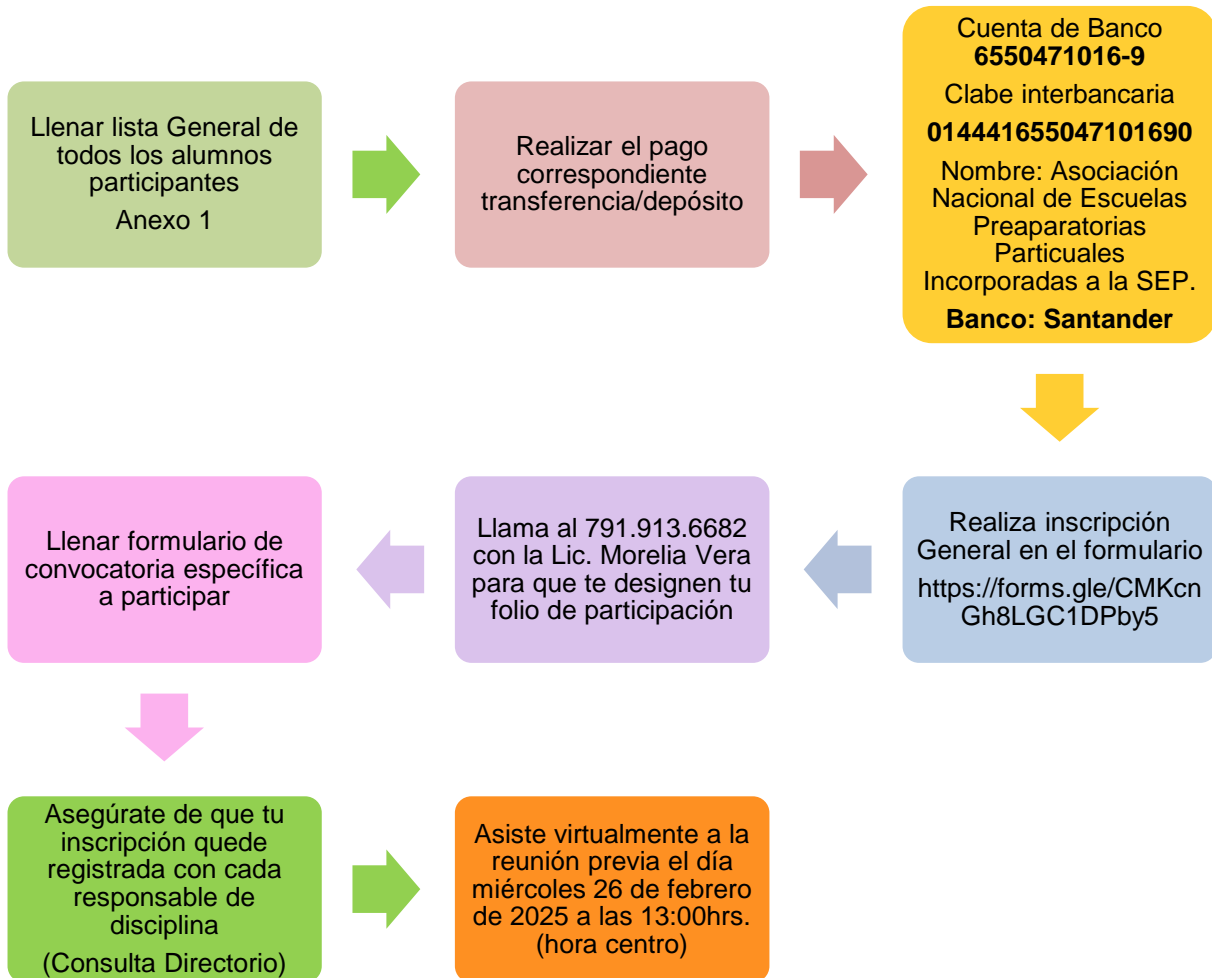 Llenar lista General de
todos los alumnos
participantes
Anexo 1
Realizar el pago
correspondiente
transferencia/depósito
Cuenta de Banco
6550471016-9
Clabe interbancaria
014441655047101690
Nombre: Asociación
Nacional de Escuelas
Preaparatorias
Particuales
Incorporadas a la SEP.
Banco: Santander
Realiza inscripción
General en el formulario
https://forms.gle/CMKcn
Gh8LGC1DPby5
Llama al 791.913.6682
con la Lic. Morelia Vera
para que te designen tu
folio de participación
Llenar formulario de
convocatoria específica
a participar
Asegúrate de que tu
inscripción quede
registrada con cada
responsable de
disciplina
(Consulta Directorio)
Asiste virtualmente a la
reunión previa el día
miércoles 26 de febrero
de 2025 a las 13:00hrs.
(hora centro)